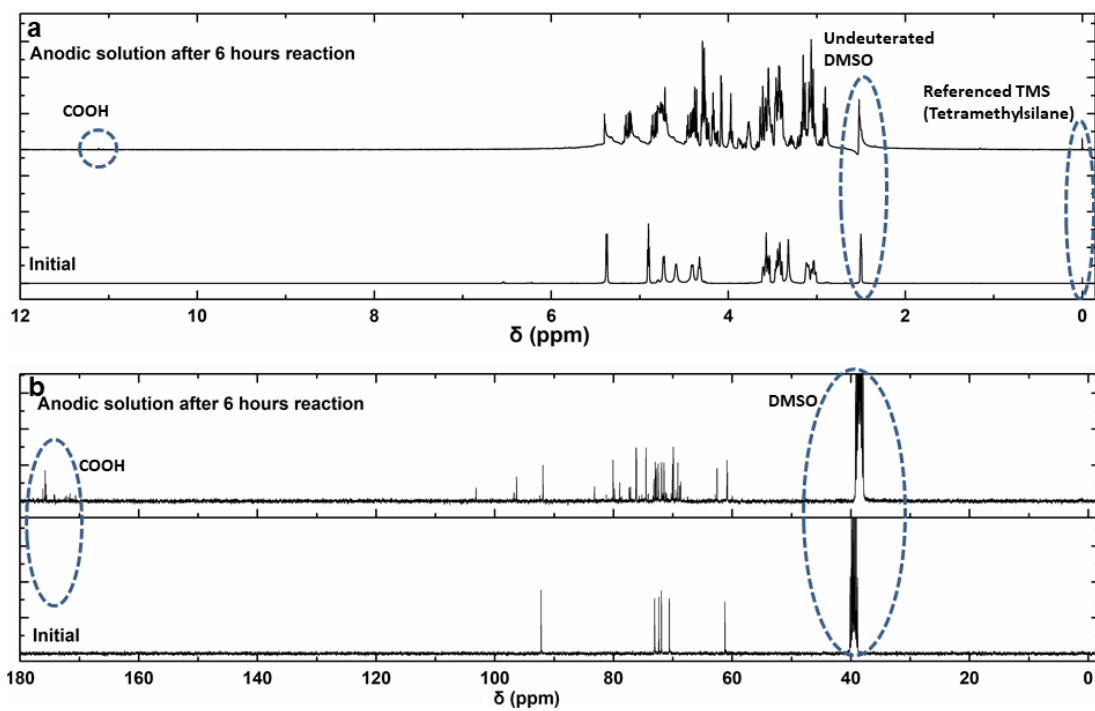 a
Anodic solution after 6 hours reaction
Undeuterated
DMSO
COOH
Referenced TMS
(Tetramethylsilane)
Initial
12 10 8 6 4 2 0
δ (ppm)
b
Anodic solution after 6 hours reaction
DMSO
COOH
Initial
180 160 140 120 100 80 60 40 20 0
δ (ppm)